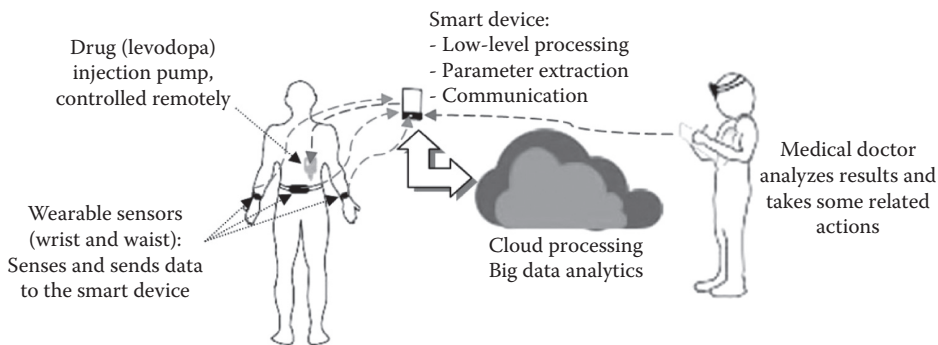 Drug (levodopa)
injection pump,
controlled remotely
Smart device:
- Low-level processing
- Parameter extraction
- Communication
Wearable sensors
(wrist and waist):
Senses and sends data
to the smart device
Cloud processing
Big data analytics
Medical doctor
analyzes results and
takes some related
actions